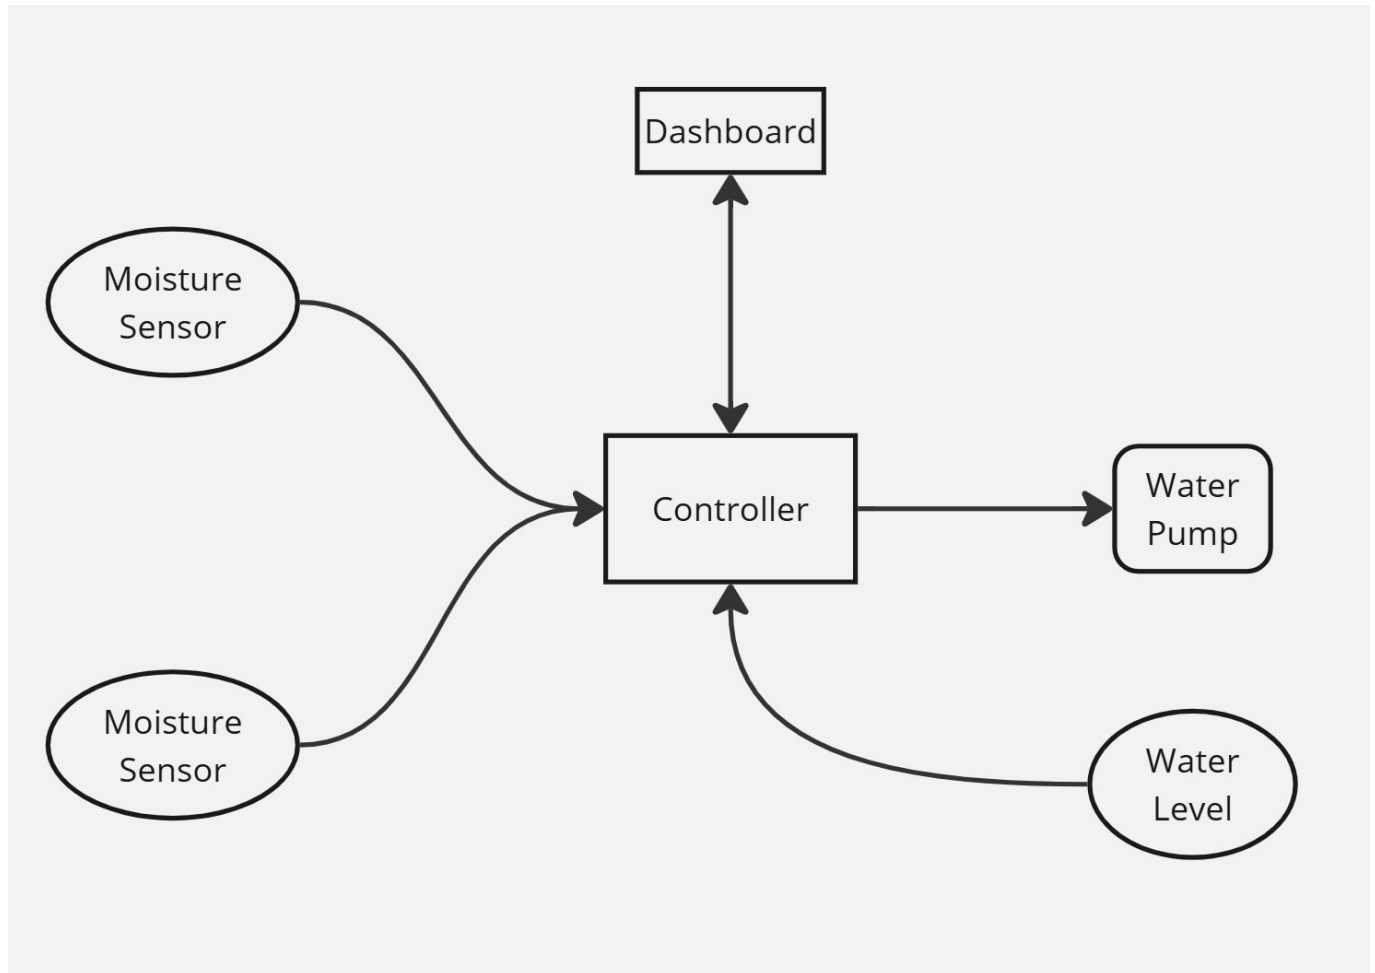 Dashboard
Moisture
Sensor
Controller
Water
Pump
Moisture
Sensor
Water
Level